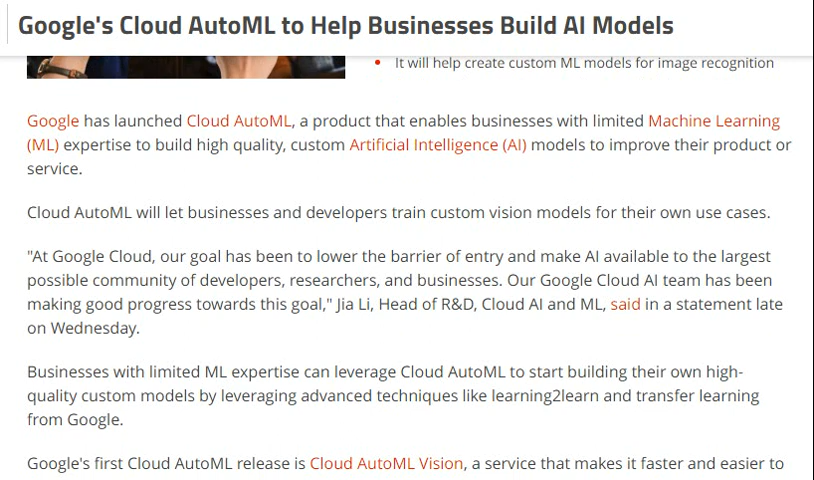 Google's Cloud AutoML to Help Businesses Build AI Models
It will help create custom ML models for image recognition
Google has launched Cloud AutoML, a product that enables businesses with limited Machine Learning
(ML) expertise to build high quality, custom Artificial Intelligence (AI) models to improve their product or
service.
Cloud AutoML will let businesses and developers train custom vision models for their own use cases.
"At Google Cloud, our goal has been to lower the barrier of entry and make AI available to the largest
possible community of developers, researchers, and businesses. Our Google Cloud AI team has been
making good progress towards this goal," Jia Li, Head of R&D, Cloud AI and ML, said in a statement late
on Wednesday.
Businesses with limited ML expertise can leverage Cloud AutoML to start building their own high-
quality custom models by leveraging advanced techniques like learning2learn and transfer learning
from Google.
Google's first Cloud AutoML release is Cloud AutoML Vision, a service that makes it faster and easier to